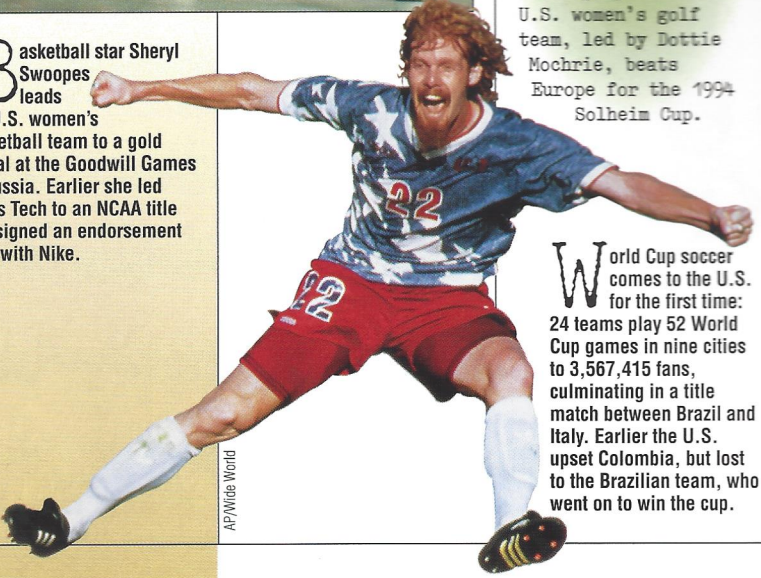 Basketball star Sheryl
Swoopes
leads
.S. women's
etball team to a gold
al at the Goodwill Games
ussia. Earlier she led
s Tech to an NCAA title
signed an endorsement
with Nike.
U.S. women's golf
team, led by Dottie
Mochrie, beats
Europe for the 1994
Solheim Cup.
22
22
World Cup soccer
comes to the U.S.
for the first time:
24 teams play 52 World
Cup games in nine cities
to 3,567,415 fans,
culminating in a title
match between Brazil and
Italy. Earlier the U.S.
upset Colombia, but lost
to the Brazilian team, who
went on to win the cup.
AP/Wide World